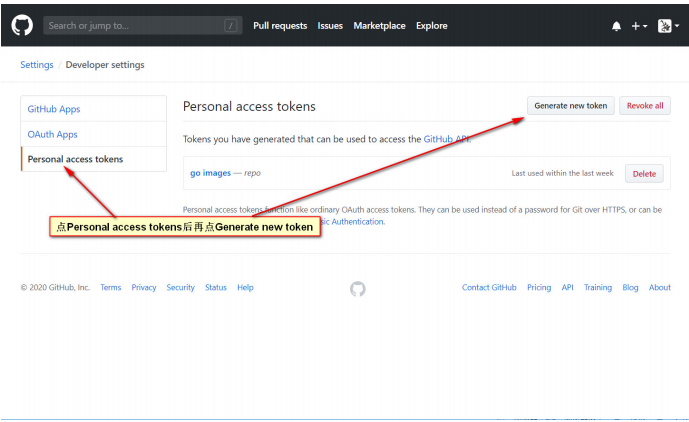 Search or jump to...
/
Pull requests Issues Marketplace Explore
Settings / Developer settings
GitHub Apps
OAuth Apps
Personal access tokens
Personal access tokens
Generate new token
Revoke all
Tokens you have generated that can be used to access the GitHub API.
go images — repo
Last used within the last week
Delete
Personal access tokens function like ordinary OAuth access tokens. They can be used instead of a password for Git over HTTPS, or can be
sic Authentication.
点Personal access tokens后再点Generate new token
© 2020 GitHub, Inc. Terms Privacy Security Status Help
Contact GitHub Pricing API Training Blog About